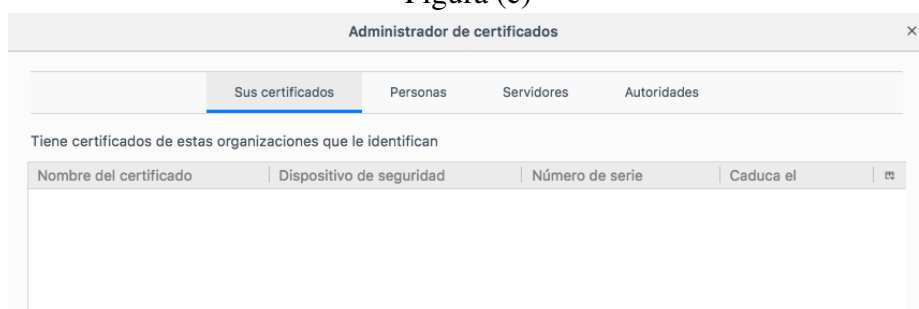 Figura (e)
Administrador de certificados ×
Sus certificados Personas Servidores Autoridades
Tiene certificados de estas organizaciones que le identifican
Nombre del certificado Dispositivo de seguridad Número de serie Caduca el